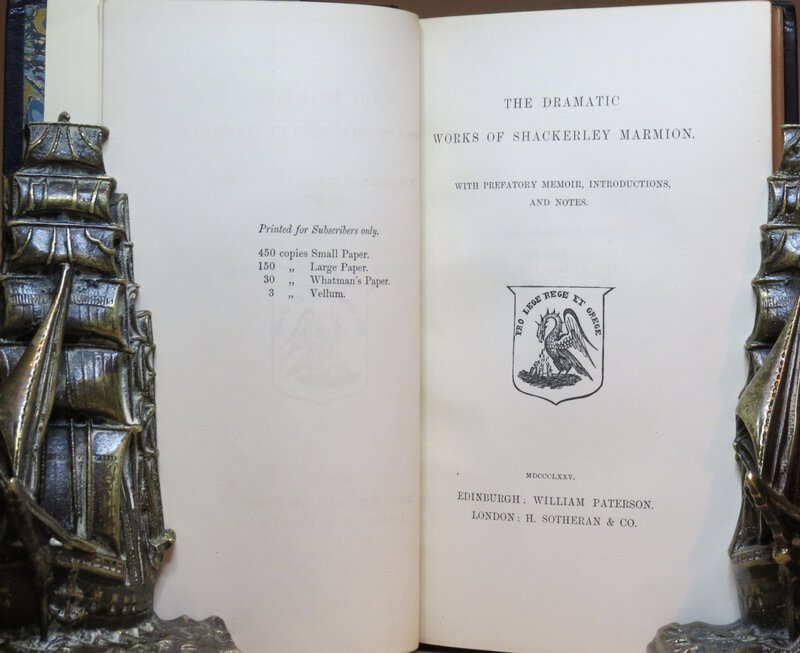 Printed for Subscribers only.
450 copies Small Paper.
150 „ Large Paper.
30 „ Whatman's Paper.
3 „ Vellum.
THE DRAMATIC
WORKS OF SHACKERLEY MARMION.
WITH PREFATORY MEMOIR, INTRODUCTIONS,
AND NOTES.
PRO LEGE REGE ET GREGE
MDCCCLXXV.
EDINBURGH: WILLIAM PATERSON.
LONDON: H. SOTHERAN & CO.